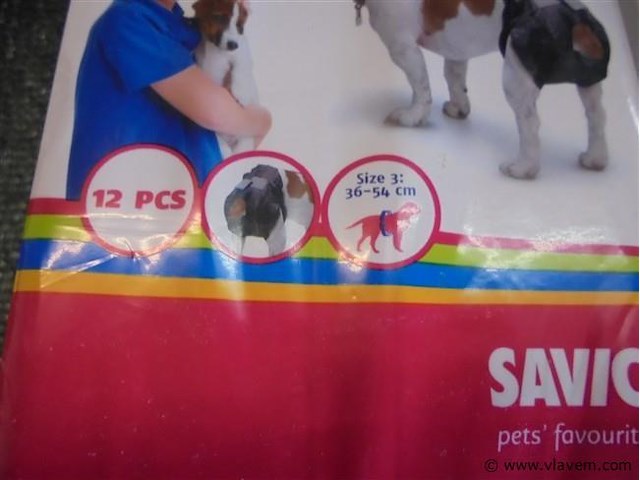 12 PCS
Size 3:
36-54 cm
SAVIC
pets' favourit
© www.vlavem.com